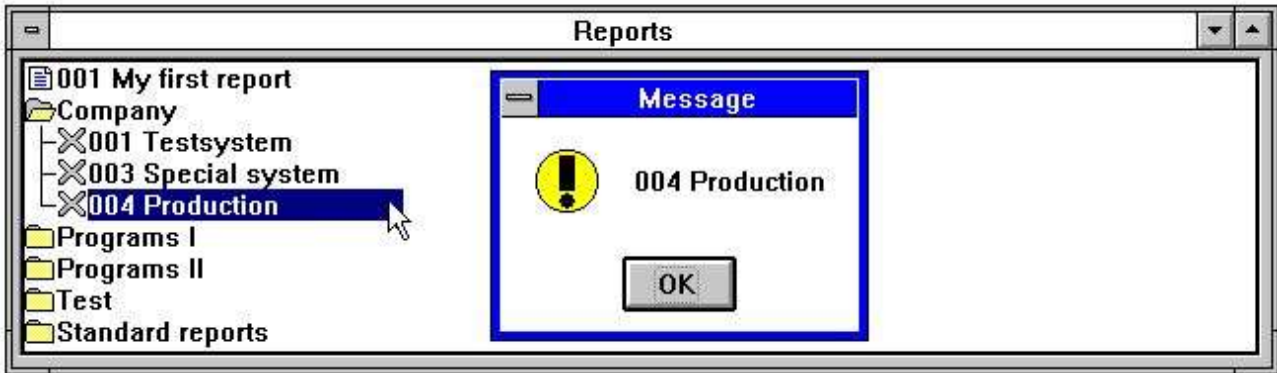 Reports
001 My first report
Company
001 Testsystem
003 Special system
004 Production
Programs I
Programs II
Test
Standard reports
Message
004 Production
OK